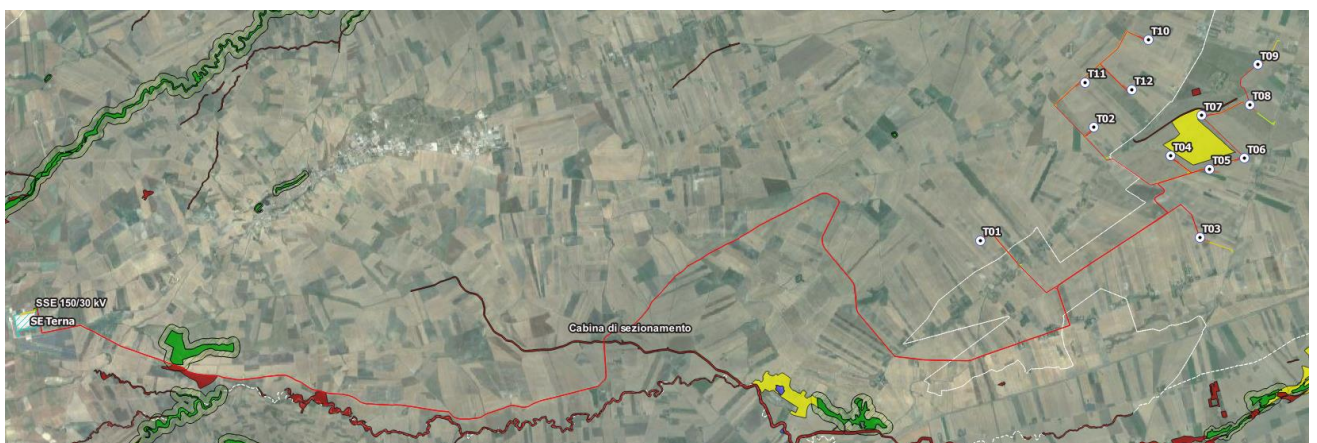 T10
T09
T11
T12
T08
T07
T02
T04
T06
T05
T03
T01
SSE 150/30 kV
SE Terna
Cabina di sezionamento